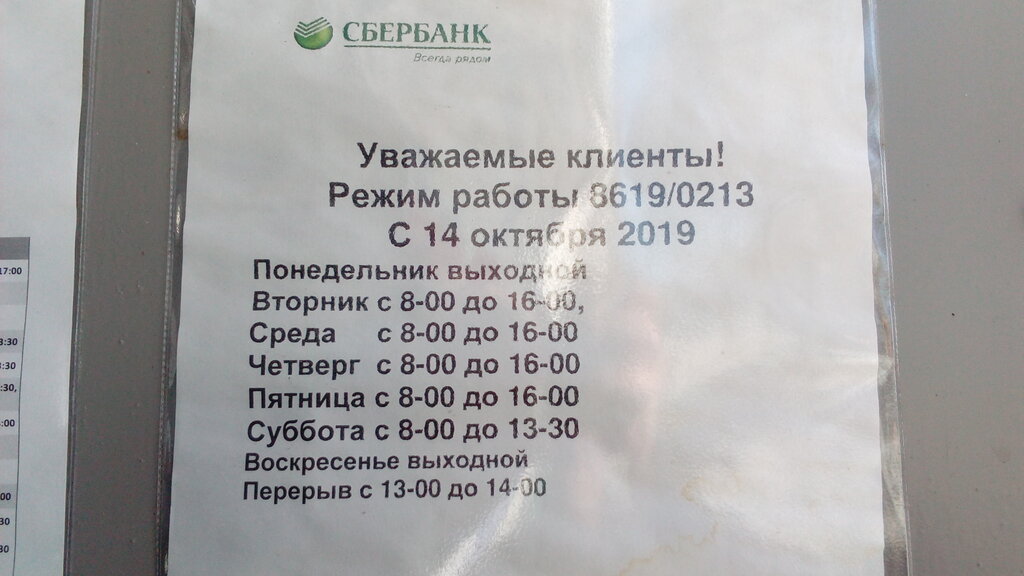 СБЕРБАНК
Всегда рядом
Уважаемые клиенты!
Режим работы 8619/0213
С 14 октября 2019
Понедельник выходной
Вторник с 8-00 до 16-00,
Среда с 8-00 до 16-00
Четверг с 8-00 до 16-00
Пятница с 8-00 до 16-00
Суббота с 8-00 до 13-30
Воскресенье выходной
Перерыв с 13-00 до 14-00
17:00